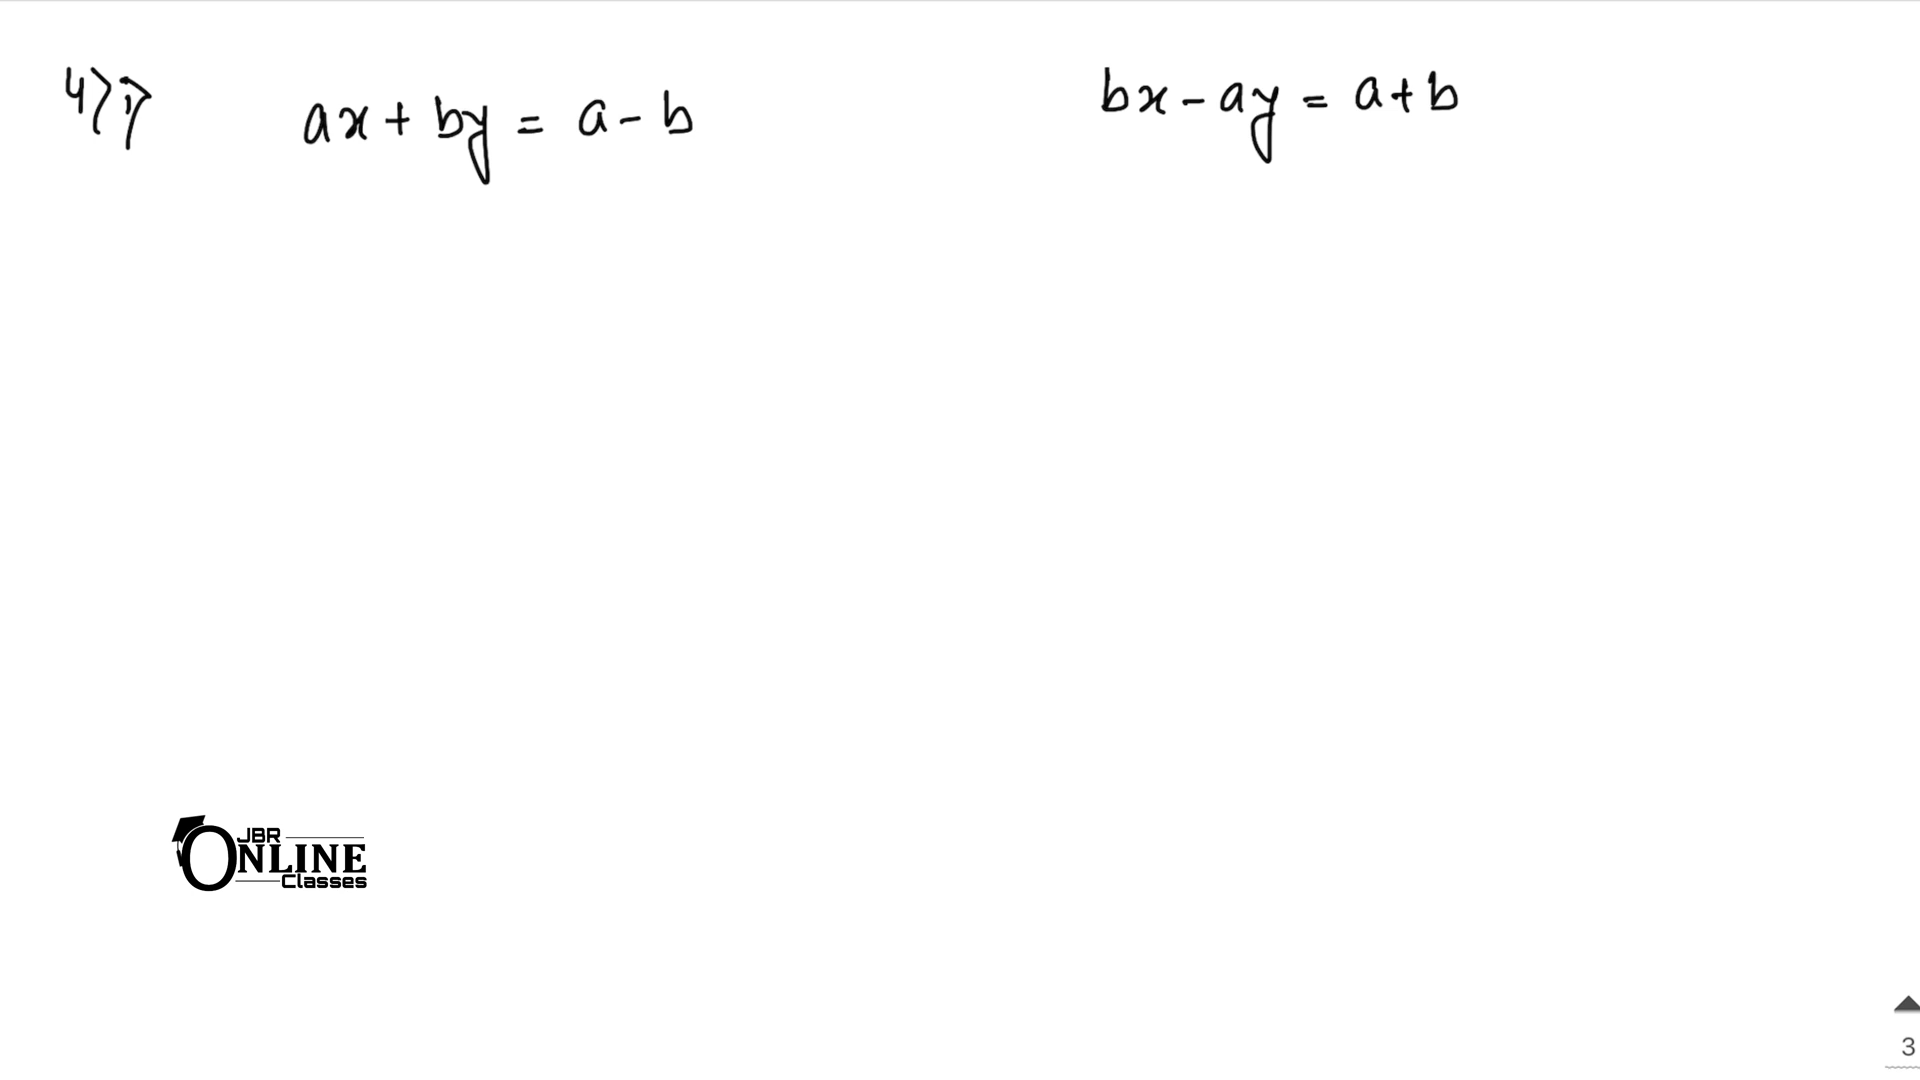 4) i) ax + by = a - b bx - ay = a + b
JBR
ONLINE
Classes
3